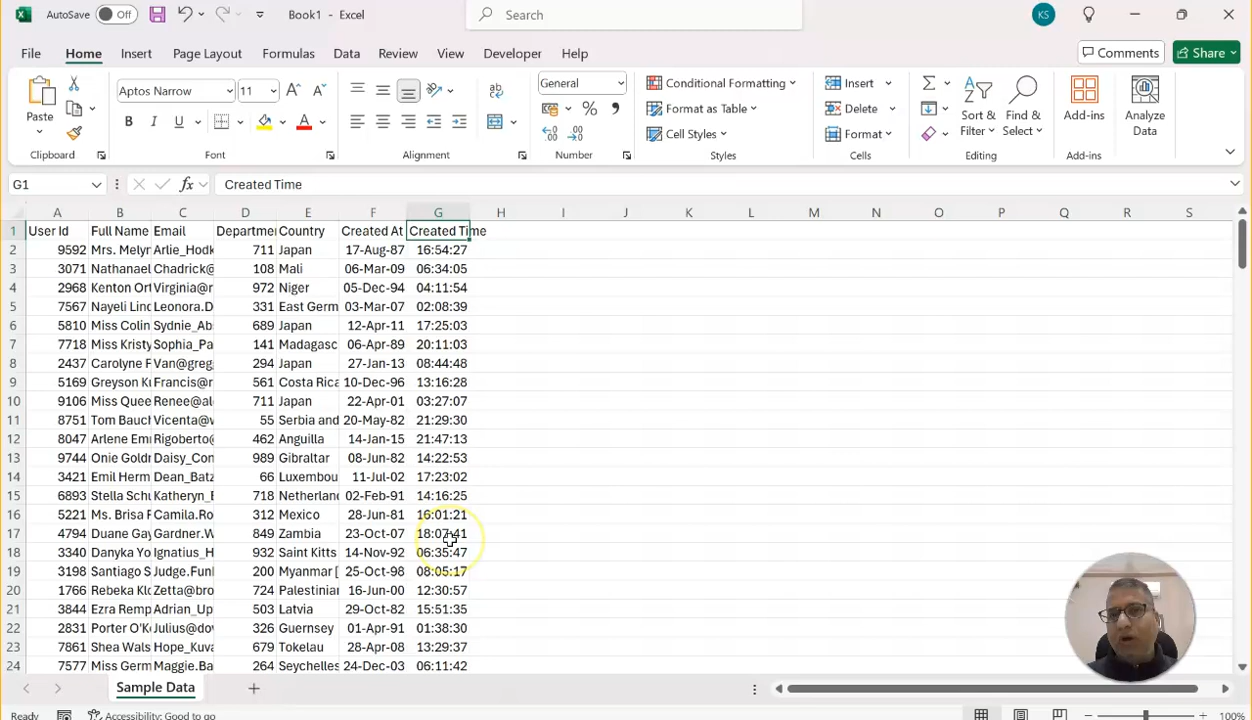 AutoSave Off Book1 - Excel Search KS
File Home Insert Page Layout Formulas Data Review View Developer Help Comments Share
Paste Aptos Narrow 11 General Conditional Formatting Format as Table Cell Styles Insert Delete Format Sort & Filter Find & Select Add-ins Analyze Data
Clipboard Font Alignment Number Styles Cells Editing Add-ins
G1 fx Created Time
A B C D E F G H I J K L M N O P Q R S
1 User Id Full Name Email Departmen Country Created At Created Time
2 9592 Mrs. Melyn Arlie_Hodk 711 Japan 17-Aug-87 16:54:27
3 3071 Nathanael Chadrick@ 108 Mali 06-Mar-09 06:34:05
4 2968 Kenton Ort Virginia@r 972 Niger 05-Dec-94 04:11:54
5 7567 Nayeli Lind Leonora.D 331 East Germ 03-Mar-07 02:08:39
6 5810 Miss Colin Sydnie_Ab 689 Japan 12-Apr-11 17:25:03
7 7718 Miss Kristy Sophia_Pa 141 Madagasc 06-Apr-89 20:11:03
8 2437 Carolyne F Van@greg 294 Japan 27-Jan-13 08:44:48
9 5169 Greyson K Francis@r 561 Costa Rica 10-Dec-96 13:16:28
10 9106 Miss Quee Renee@al 711 Japan 22-Apr-01 03:27:07
11 8751 Tom Bauch Vicenta@v 55 Serbia and 20-May-82 21:29:30
12 8047 Arlene Em Rigoberto@ 462 Anguilla 14-Jan-15 21:47:13
13 9744 Onie Goldn Daisy_Con 989 Gibraltar 08-Jun-82 14:22:53
14 3421 Emil Herm Dean_Batz 66 Luxembou 11-Jul-02 17:23:02
15 6893 Stella Schu Katheryn_E 718 Netherland 02-Feb-91 14:16:25
16 5221 Ms. Brisa F Camila.Ro 312 Mexico 28-Jun-81 16:01:21
17 4794 Duane Gay Gardner.W 849 Zambia 23-Oct-07 18:07:41
18 3340 Danyka Yo Ignatius_H 932 Saint Kitts 14-Nov-92 06:35:47
19 3198 Santiago S Judge.Funk 200 Myanmar [ 25-Oct-98 08:05:17
20 1766 Rebeka Kl Zetta@bro 724 Palestinian 16-Jun-00 12:30:57
21 3844 Ezra Remp Adrian_Up 503 Latvia 29-Oct-82 15:51:35
22 2831 Porter O'K Julius@dov 326 Guernsey 01-Apr-91 01:38:30
23 7861 Shea Wals Hope_Kuva 679 Tokelau 28-Apr-08 13:29:37
24 7577 Miss Germ Maggie.Ba 264 Seychelles 24-Dec-03 06:11:42
Sample Data
Ready Accessibility: Good to go 100%